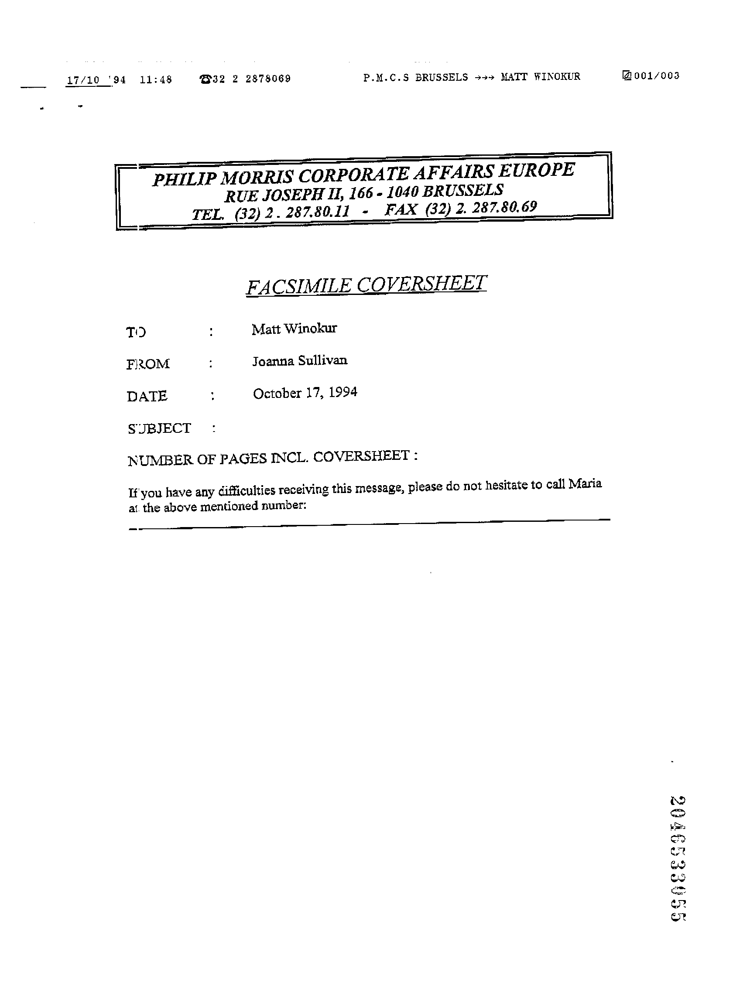 17/10 '94 11:48 ☎32 2 2878069 P.M.C.S BRUSSELS →→→ MATT WINOKUR 001/003
PHILIP MORRIS CORPORATE AFFAIRS EUROPE
RUE JOSEPH II, 166 - 1040 BRUSSELS
TEL. (32) 2 . 287.80.11 - FAX (32) 2. 287.80.69
FACSIMILE COVERSHEET
TO : Matt Winokur
FROM : Joanna Sullivan
DATE : October 17, 1994
SUBJECT :
NUMBER OF PAGES INCL. COVERSHEET :
If you have any difficulties receiving this message, please do not hesitate to call Maria
at the above mentioned number:
2046533055